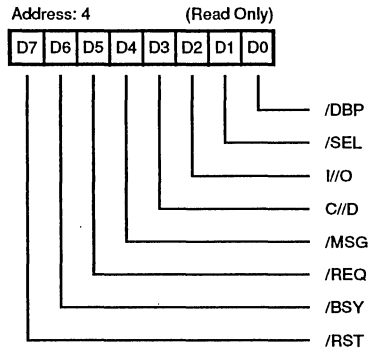 Address: 4 (Read Only)
D7 D6 D5 D4 D3 D2 D1 D0
/DBP
/SEL
I//O
C//D
/MSG
/REQ
/BSY
/RST